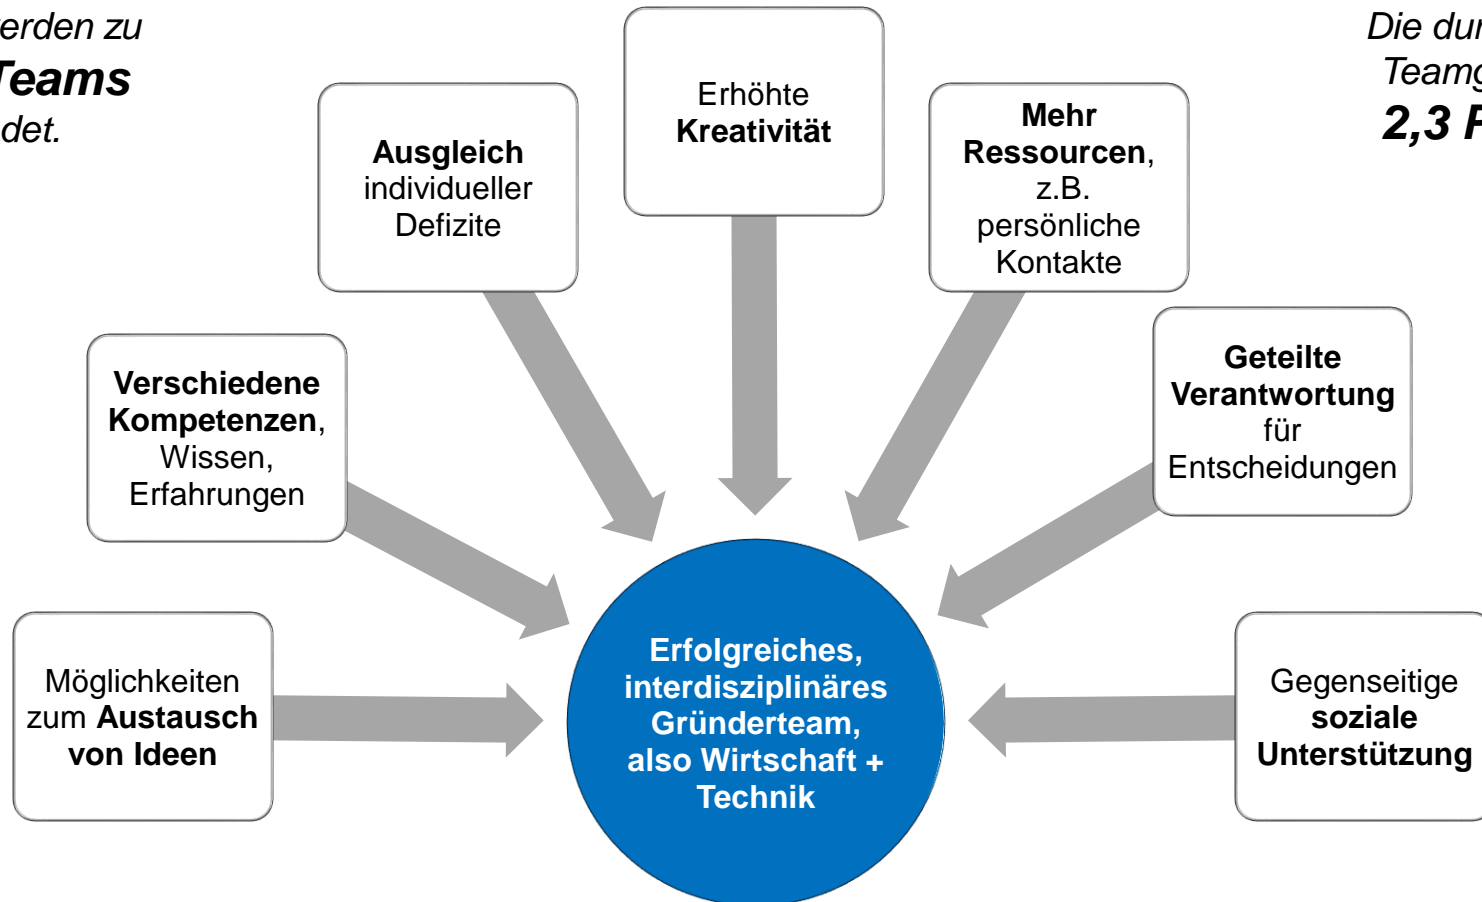 erden zu
Teams
det.
Die dur
Teamg
2,3 P
Erhöhte
Kreativität
Ausgleich
individueller
Defizite
Mehr
Ressourcen,
z.B.
persönliche
Kontakte
Verschiedene
Kompetenzen,
Wissen,
Erfahrungen
Geteilte
Verantwortung
für
Entscheidungen
Möglichkeiten
zum Austausch
von Ideen
Erfolgreiches,
interdisziplinäres
Gründerteam,
also Wirtschaft +
Technik
Gegenseitige
soziale
Unterstützung